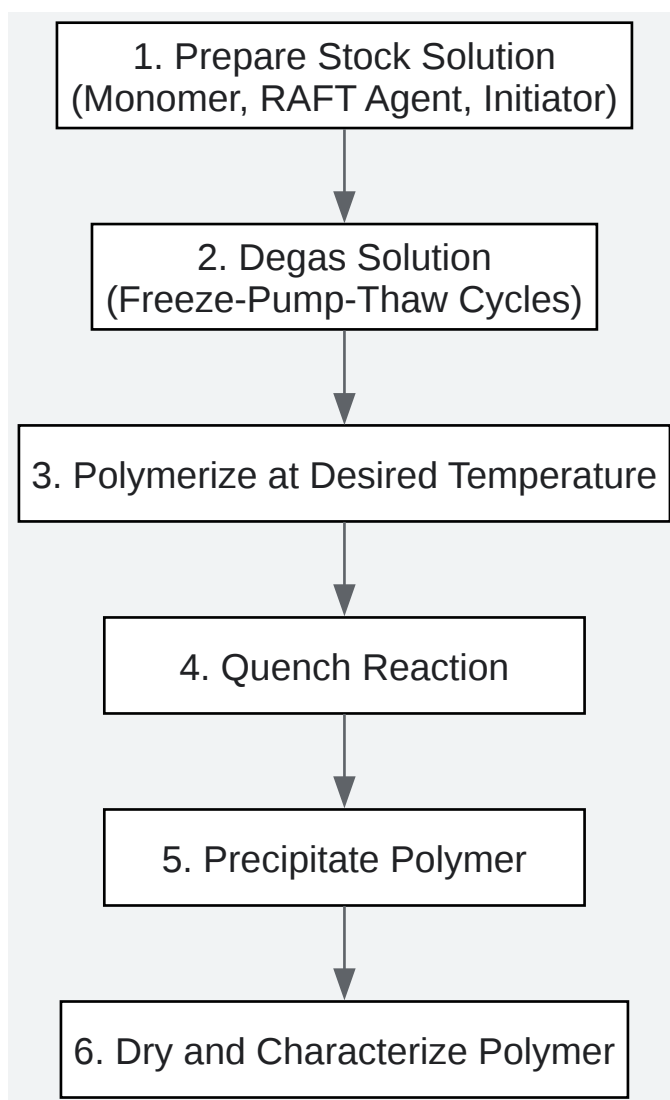 1. Prepare Stock Solution
(Monomer, RAFT Agent, Initiator)
2. Degas Solution
(Freeze-Pump-Thaw Cycles)
3. Polymerize at Desired Temperature
4. Quench Reaction
5. Precipitate Polymer
6. Dry and Characterize Polymer